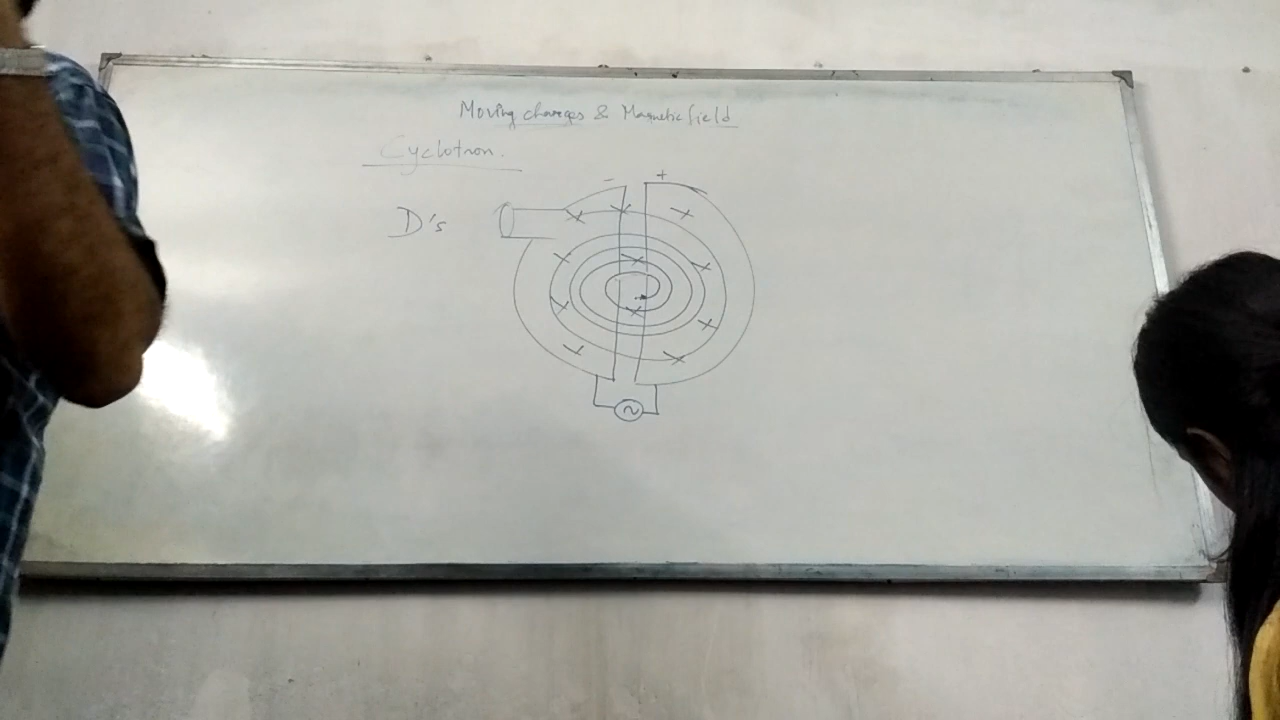 Moving charges & Magnetic field
Cyclotron.
- +
D's
~